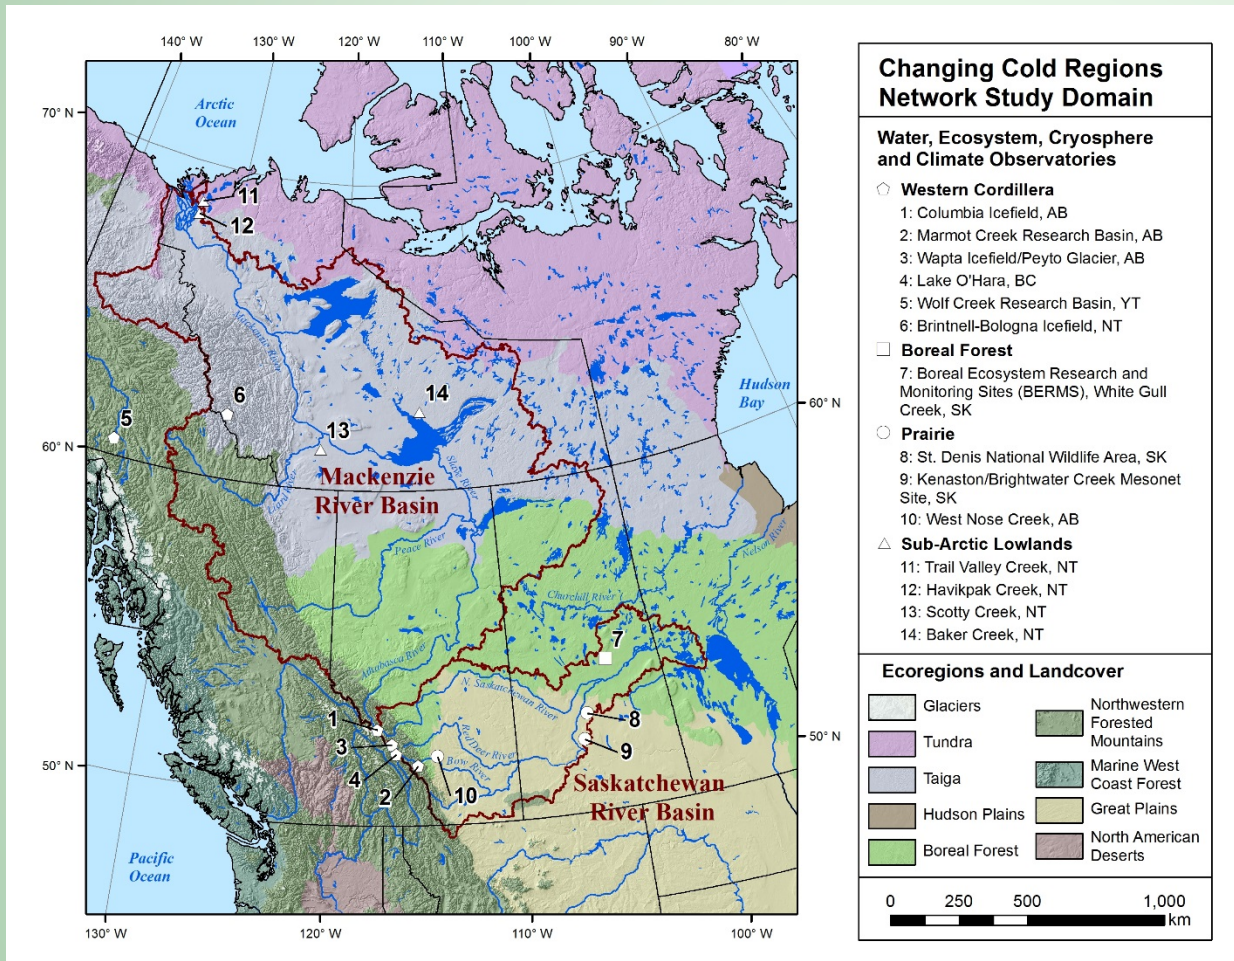 140° W 130° W 120° W 110° W 100° W 90° W 80° W
70° N
60° N
50° N
60° N
50° N
130° W 120° W 110° W 100° W
Arctic
Ocean
11
12
Mackenzie River
Hudson
Bay
6
14
5
13
Mackenzie
River Basin
Liard River
Slave River
Peace River
Nelson River
Churchill River
Athabasca River
7
N. Saskatchewan River
1
8
Red Deer River
3
9
Bow River
4
2
10
Saskatchewan
River Basin
Pacific
Ocean
Changing Cold Regions
Network Study Domain
Water, Ecosystem, Cryosphere
and Climate Observatories
Western Cordillera
1: Columbia Icefield, AB
2: Marmot Creek Research Basin, AB
3: Wapta Icefield/Peyto Glacier, AB
4: Lake O'Hara, BC
5: Wolf Creek Research Basin, YT
6: Brintnell-Bologna Icefield, NT
Boreal Forest
7: Boreal Ecosystem Research and
Monitoring Sites (BERMS), White Gull
Creek, SK
Prairie
8: St. Denis National Wildlife Area, SK
9: Kenaston/Brightwater Creek Mesonet
Site, SK
10: West Nose Creek, AB
Sub-Arctic Lowlands
11: Trail Valley Creek, NT
12: Havikpak Creek, NT
13: Scotty Creek, NT
14: Baker Creek, NT
Ecoregions and Landcover
Glaciers
Tundra
Taiga
Hudson Plains
Boreal Forest
Northwestern
Forested
Mountains
Marine West
Coast Forest
Great Plains
North American
Deserts
0 250 500 1,000
km